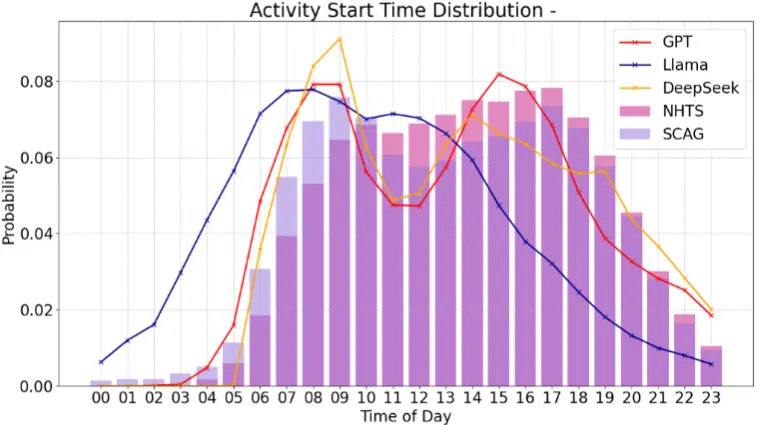 Activity Start Time Distribution -
GPT
Llama
DeepSeek
NHTS
SCAG
Probability
0.08
0.06
0.04
0.02
0.00
00 01 02 03 04 05 06 07 08 09 10 11 12 13 14 15 16 17 18 19 20 21 22 23
Time of Day